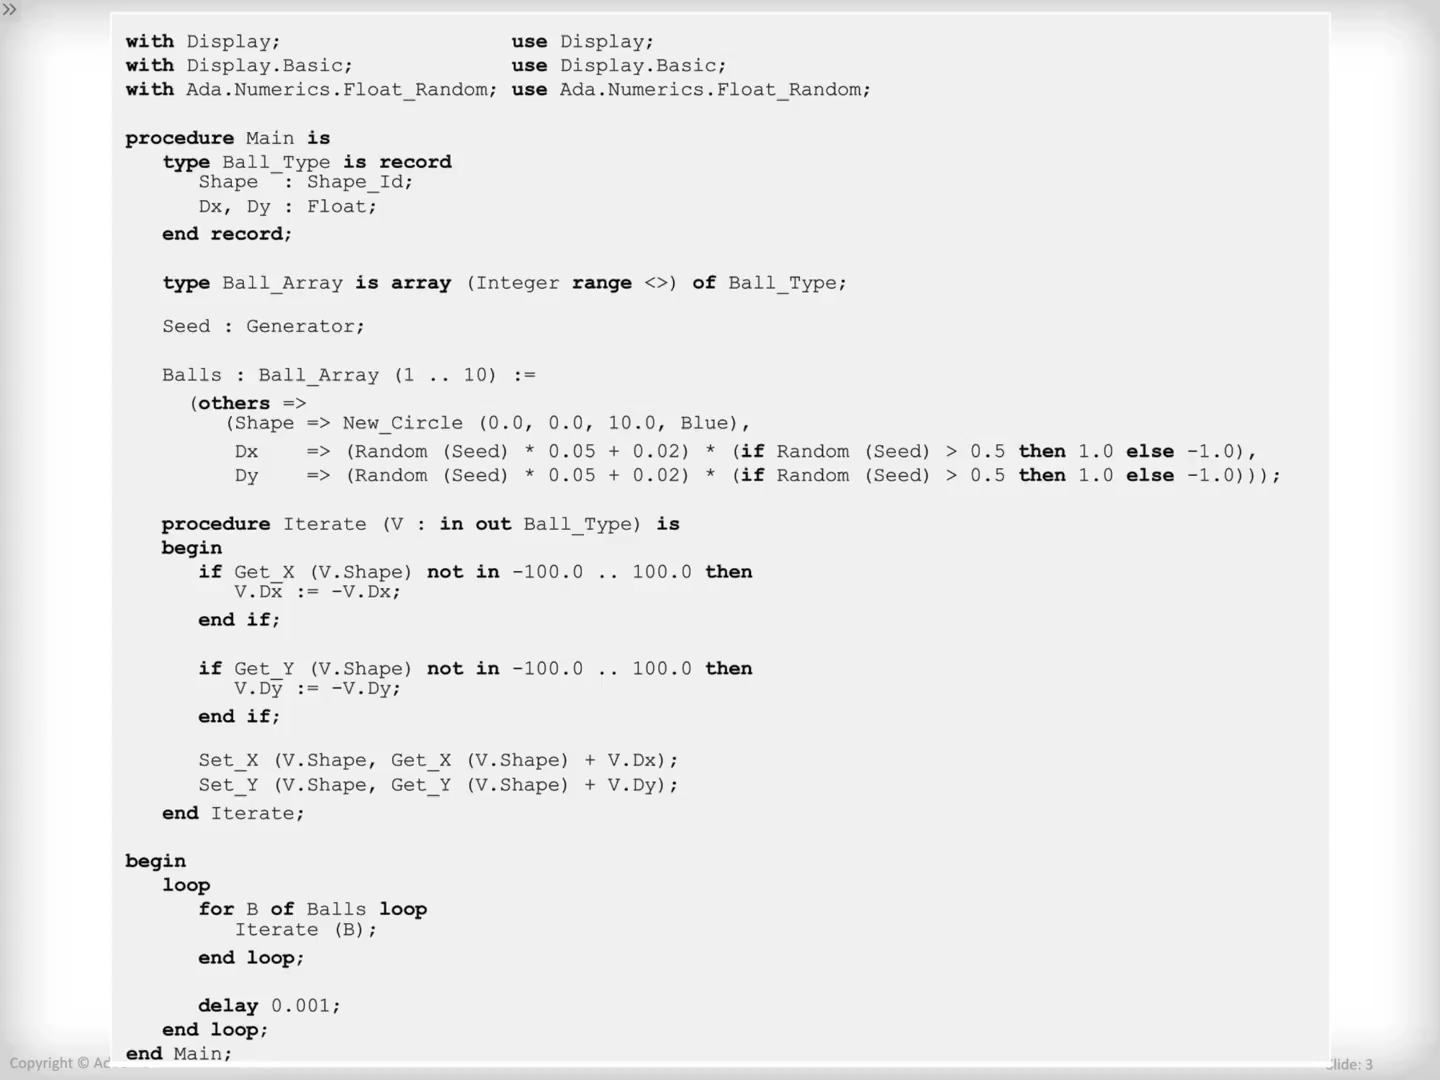 »
with Display;                   use Display;
with Display.Basic;             use Display.Basic;
with Ada.Numerics.Float_Random; use Ada.Numerics.Float_Random;
procedure Main is
   type Ball_Type is record
      Shape  : Shape_Id;
      Dx, Dy : Float;
   end record;
   type Ball_Array is array (Integer range <>) of Ball_Type;
   Seed : Generator;
   Balls : Ball_Array (1 .. 10) :=
     (others =>
        (Shape => New_Circle (0.0, 0.0, 10.0, Blue),
         Dx    => (Random (Seed) * 0.05 + 0.02) * (if Random (Seed) > 0.5 then 1.0 else -1.0),
         Dy    => (Random (Seed) * 0.05 + 0.02) * (if Random (Seed) > 0.5 then 1.0 else -1.0)));
   procedure Iterate (V : in out Ball_Type) is
   begin
      if Get_X (V.Shape) not in -100.0 .. 100.0 then
         V.Dx := -V.Dx;
      end if;
      if Get_Y (V.Shape) not in -100.0 .. 100.0 then
         V.Dy := -V.Dy;
      end if;
      Set_X (V.Shape, Get_X (V.Shape) + V.Dx);
      Set_Y (V.Shape, Get_Y (V.Shape) + V.Dy);
   end Iterate;
begin
   loop
      for B of Balls loop
         Iterate (B);
      end loop;
      delay 0.001;
   end loop;
end Main;
Copyright ©
Slide: 3